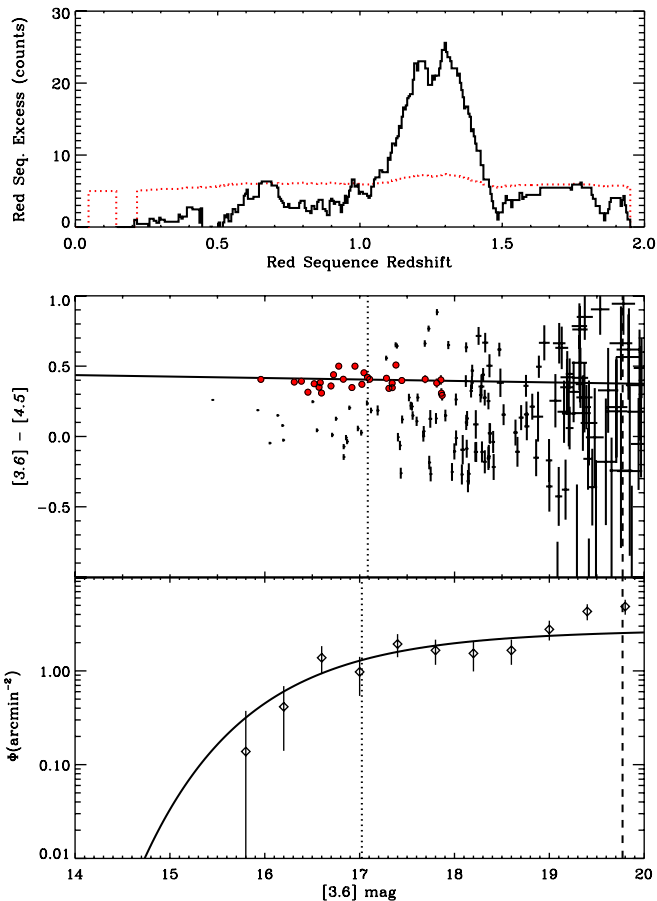 30
20
10
0
Red Seq. Excess (counts)
0.0 0.5 1.0 1.5 2.0
Red Sequence Redshift
1.0
0.5
0.0
−0.5
[3.6] − [4.5]
1.00
0.10
0.01
Φ(arcmin⁻²)
14 15 16 17 18 19 20
[3.6] mag